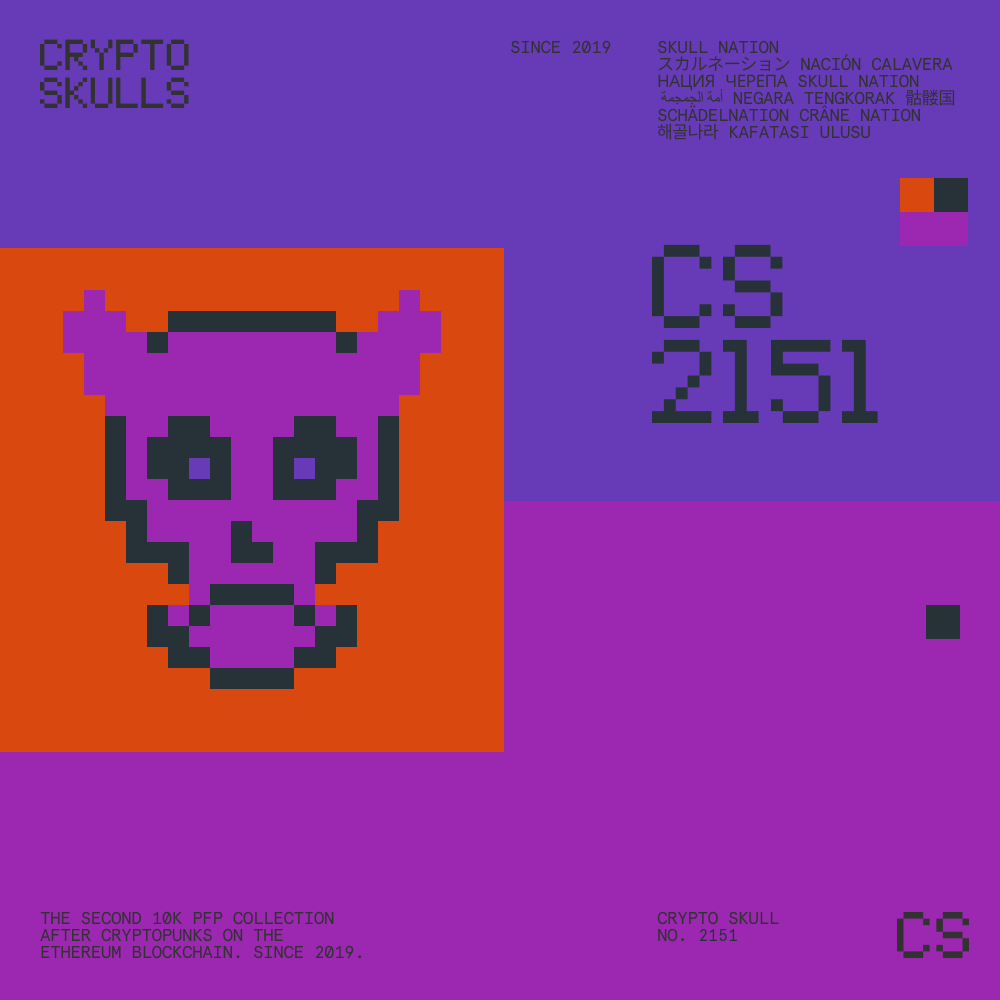 CRYPTO
SKULLS
SINCE 2019
SKULL NATION
スカルネーション NACIÓN CALAVERA
НАЦИЯ ЧЕРЕПА SKULL NATION
أمة الجمجمة NEGARA TENGKORAK 骷髅国
SCHÄDELNATION CRÂNE NATION
해골나라 KAFATASI ULUSU
CS
2151
THE SECOND 10K PFP COLLECTION
AFTER CRYPTOPUNKS ON THE
ETHEREUM BLOCKCHAIN. SINCE 2019.
CRYPTO SKULL
NO. 2151
CS